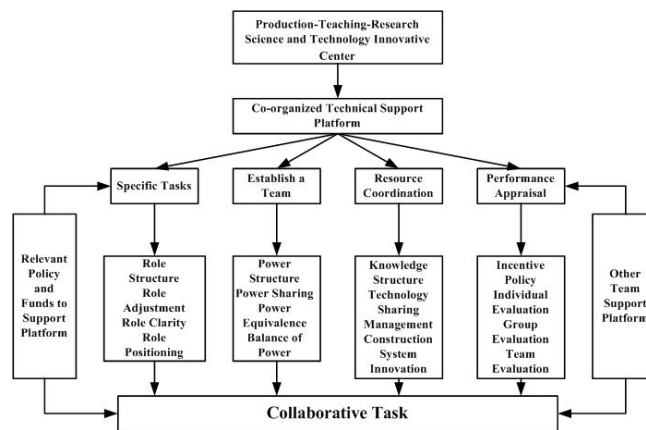 Production-Teaching-Research
Science and Technology Innovative
Center
Co-organized Technical Support
Platform
Specific Tasks
Establish a
Team
Resource
Coordination
Performance
Appraisal
Relevant
Policy
and
Funds to
Support
Platform
Role
Structure
Role
Adjustment
Role Clarity
Role
Positioning
Power
Structure
Power Sharing
Power
Equivalence
Balance of
Power
Knowledge
Structure
Technology
Sharing
Management
Construction
System
Innovation
Incentive
Policy
Individual
Evaluation
Group
Evaluation
Team
Evaluation
Other
Team
Support
Platform
Collaborative Task